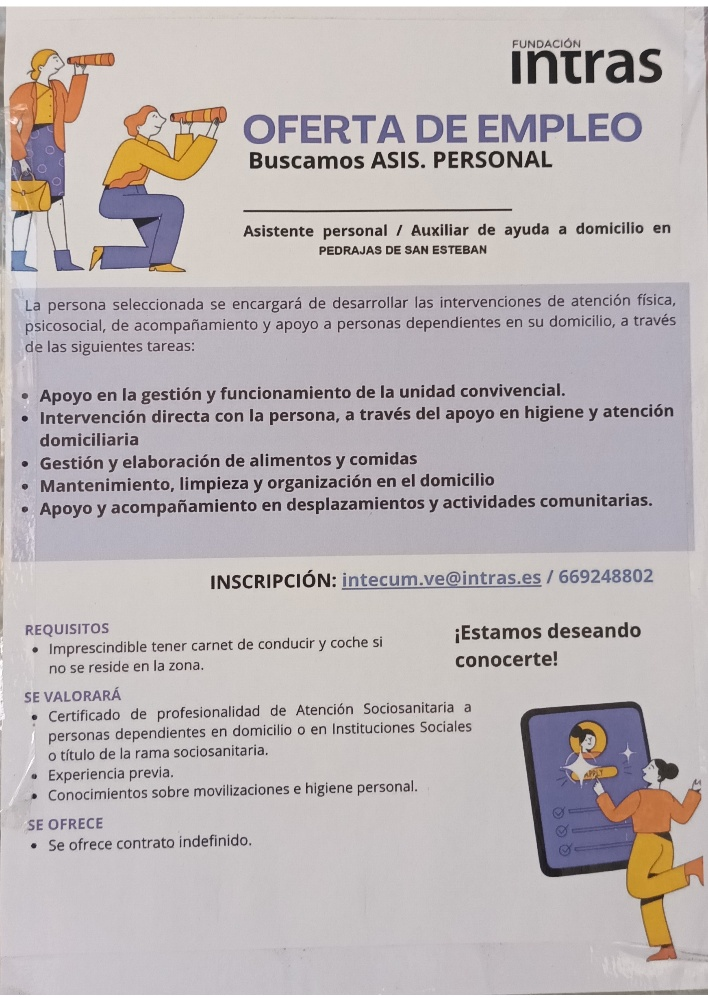 FUNDACIÓN
intras
OFERTA DE EMPLEO
Buscamos ASIS. PERSONAL
Asistente personal / Auxiliar de ayuda a domicilio en
PEDRAJAS DE SAN ESTEBAN
La persona seleccionada se encargará de desarrollar las intervenciones de atención física,
psicosocial, de acompañamiento y apoyo a personas dependientes en su domicilio, a través
de las siguientes tareas:
• Apoyo en la gestión y funcionamiento de la unidad convivencial.
• Intervención directa con la persona, a través del apoyo en higiene y atención
domiciliaria
• Gestión y elaboración de alimentos y comidas
• Mantenimiento, limpieza y organización en el domicilio
• Apoyo y acompañamiento en desplazamientos y actividades comunitarias.
INSCRIPCIÓN: intecum.ve@intras.es / 669248802
REQUISITOS
• Imprescindible tener carnet de conducir y coche si
no se reside en la zona.
¡Estamos deseando
conocerte!
SE VALORARÁ
• Certificado de profesionalidad de Atención Sociosanitaria a
personas dependientes en domicilio o en Instituciones Sociales
o título de la rama sociosanitaria.
• Experiencia previa.
• Conocimientos sobre movilizaciones e higiene personal.
SE OFRECE
• Se ofrece contrato indefinido.
APPLY